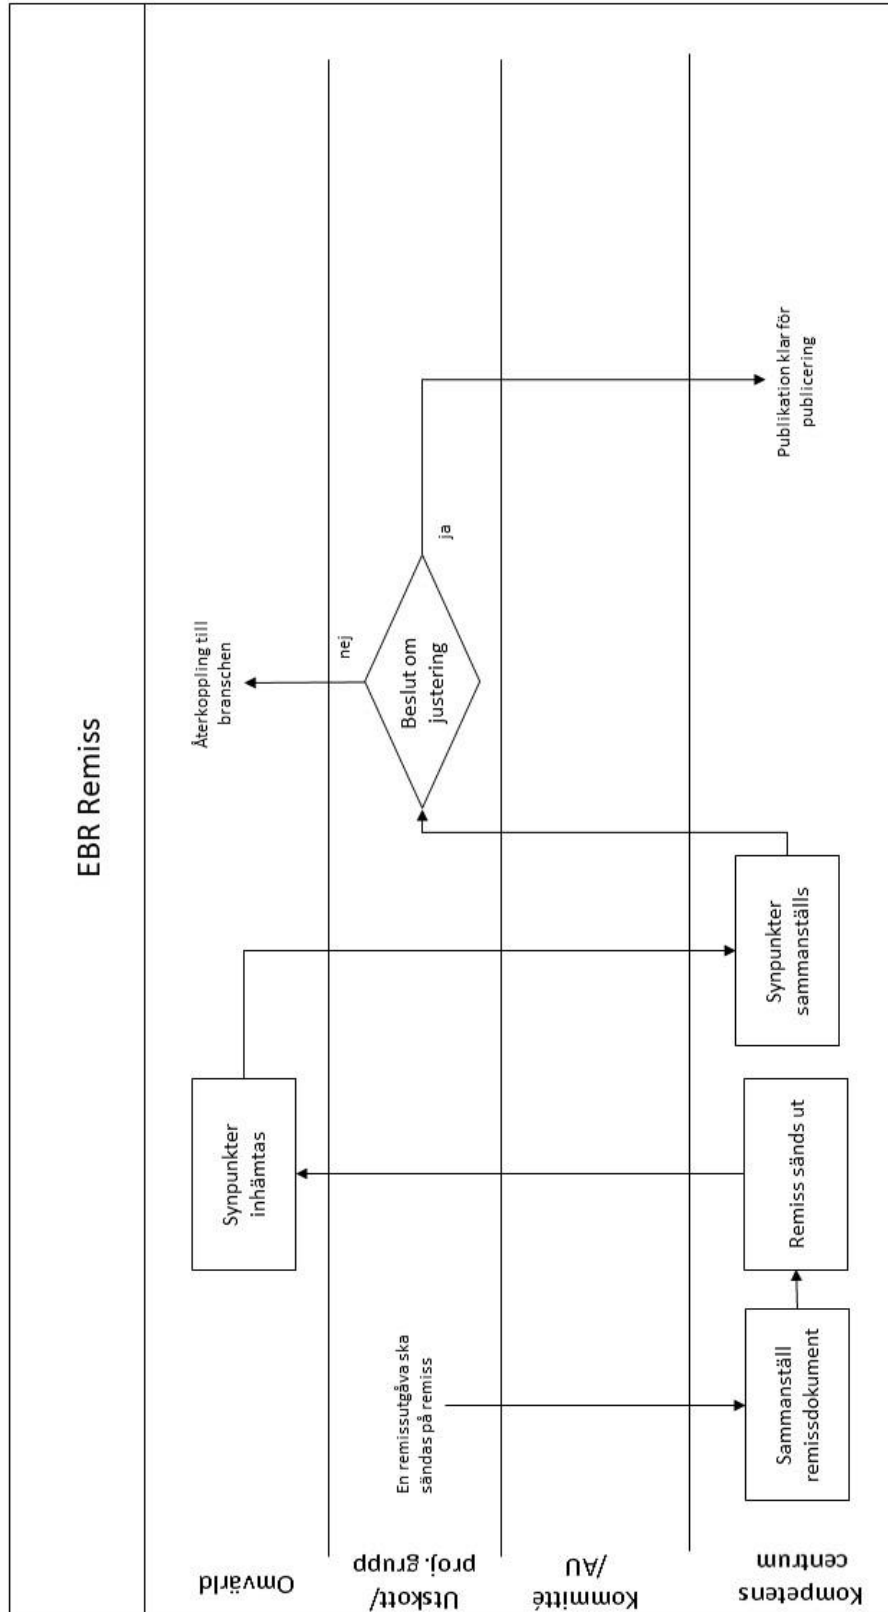 EBR Remiss
Omvärld
Utskott/
proj. grupp
Kommitté
/AU
Kompetens
centrum
En remissutgåva ska
sändas på remiss
Sammanställ
remissdokument
Remiss sänds ut
Synpunkter
inhämtas
Synpunkter
sammanställs
Beslut om
justering
nej
Återkoppling till
branschen
ja
Publikation klar för
publicering